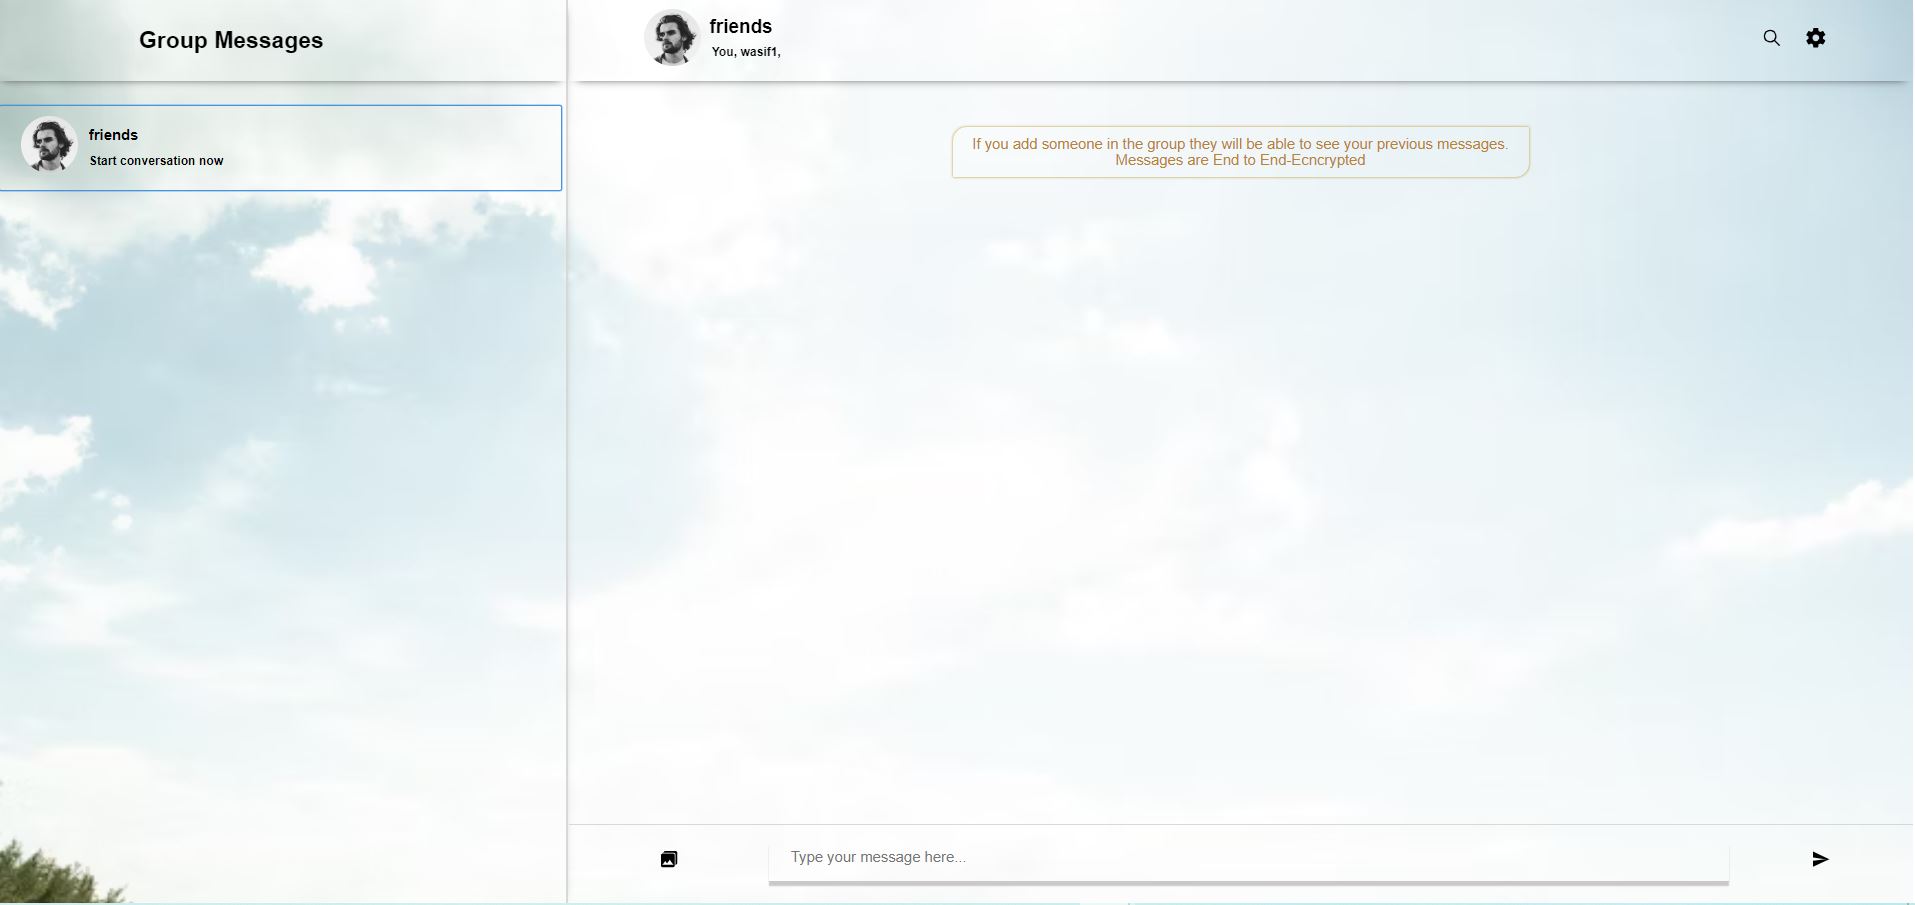 Group Messages
friends
Start conversation now
friends
You, wasif1,
If you add someone in the group they will be able to see your previous messages.
Messages are End to End-Ecncrypted
Type your message here...